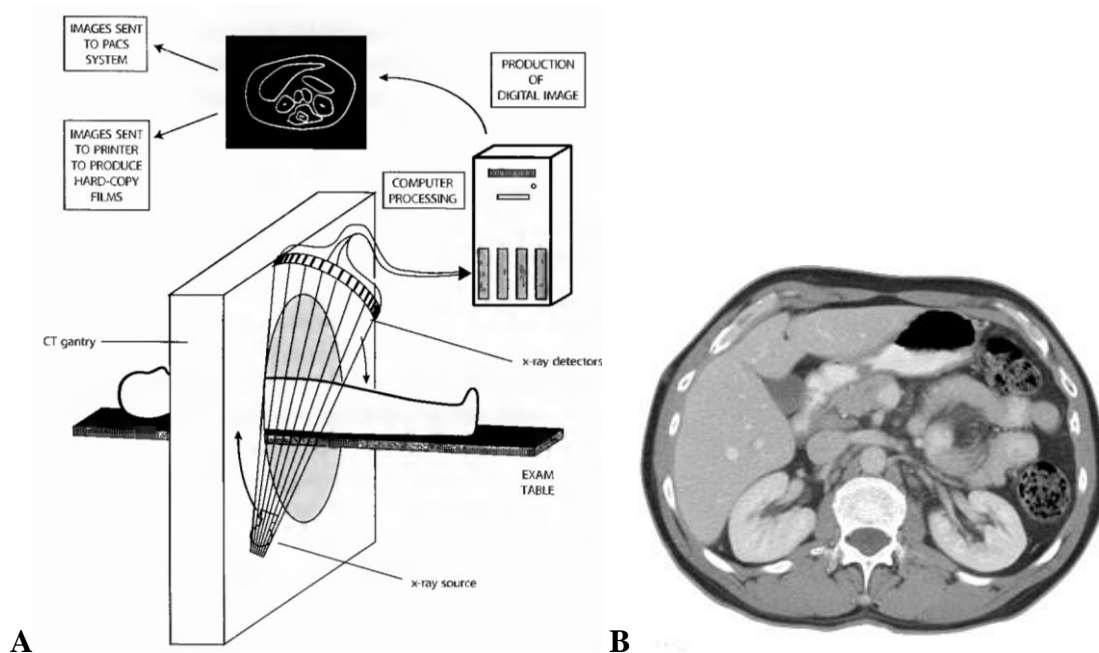 IMAGES SENT
TO PACS
SYSTEM
PRODUCTION
OF
DIGITAL IMAGE
IMAGES SENT
TO PRINTER
TO PRODUCE
HARD-COPY
FILMS
COMPUTER
PROCESSING
CT gantry
x-ray detectors
EXAM
TABLE
x-ray source
A
B